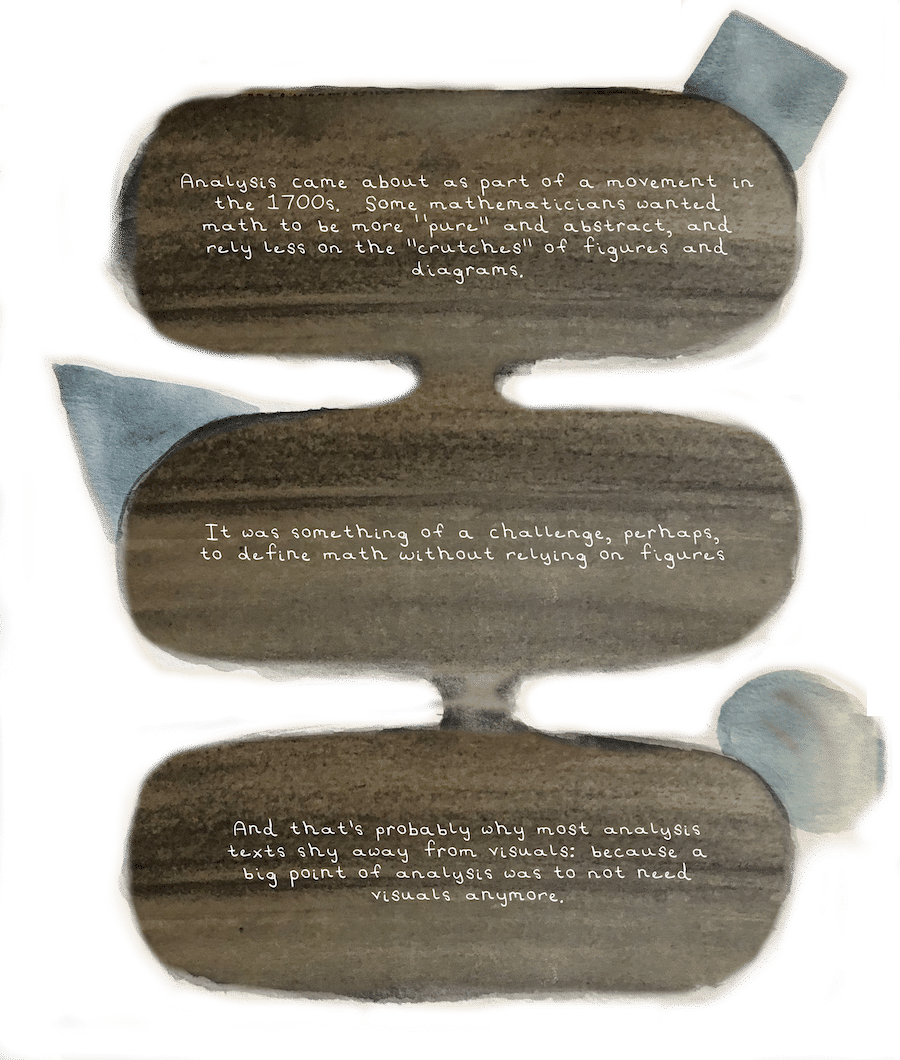 Analysis came about as part of a movement in
the 1700s. Some mathematicians wanted
math to be more "pure" and abstract, and
rely less on the "crutches" of figures and
diagrams.
It was something of a challenge, perhaps,
to define math without relying on figures
And that's probably why most analysis
texts shy away from visuals: because a
big point of analysis was to not need
visuals anymore.